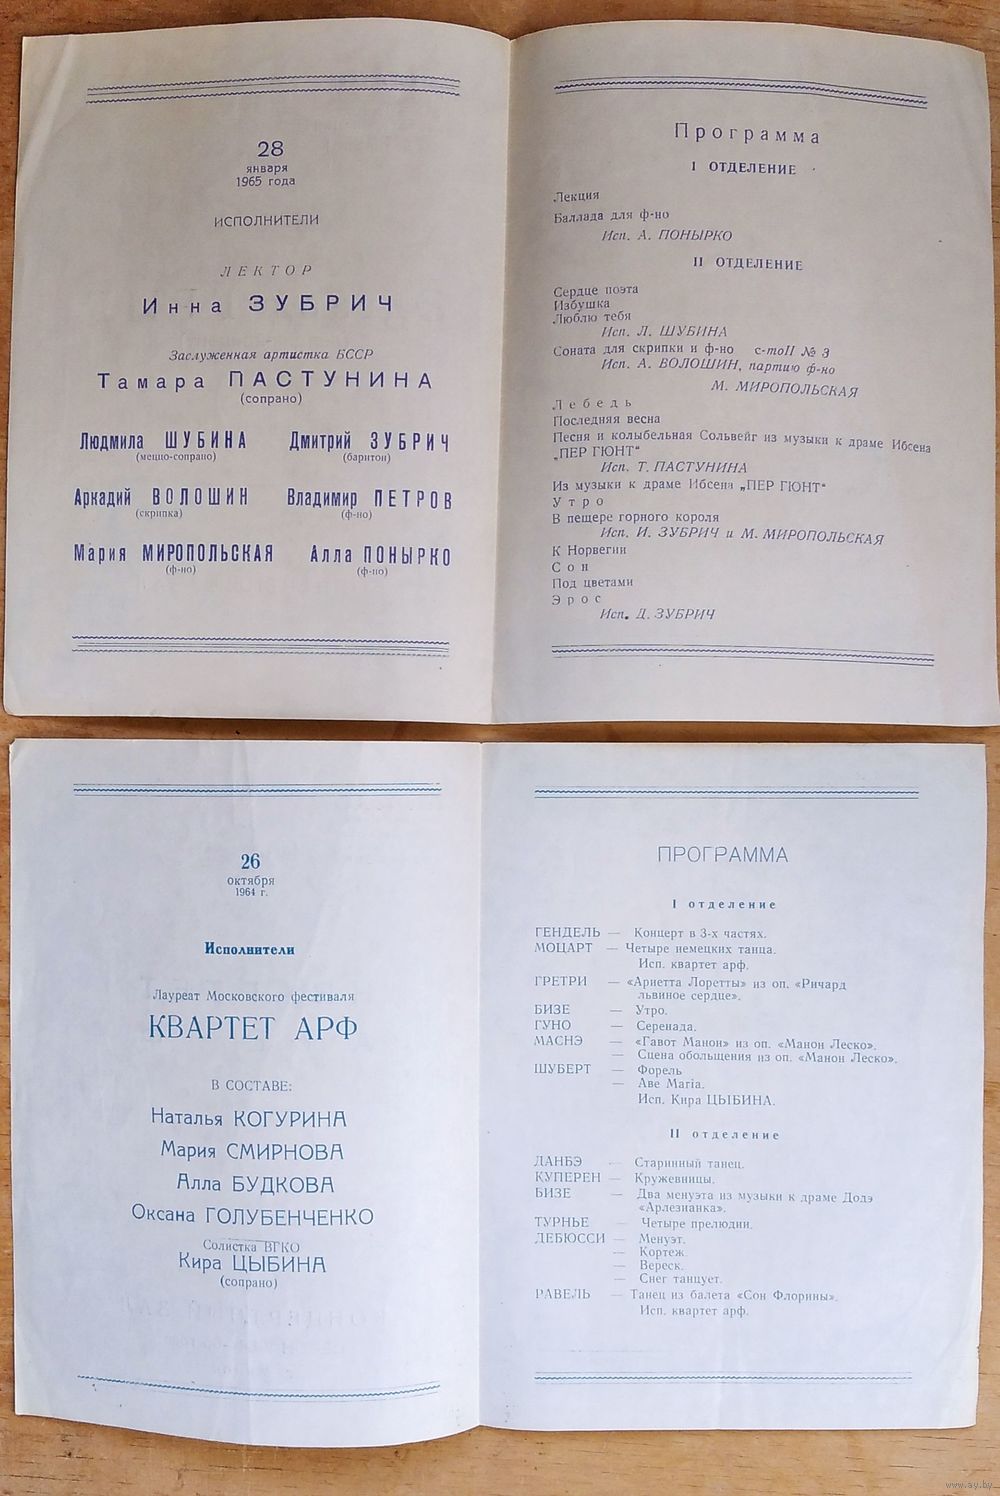 28
января
1965 года
ИСПОЛНИТЕЛИ
ЛЕКТОР
Инна ЗУБРИЧ
Заслуженная артистка БССР
Тамара ПАСТУНИНА
(сопрано)
Людмила ШУБИНА
(меццо-сопрано)
Дмитрий ЗУБРИЧ
(баритон)
Аркадий ВОЛОШИН
(скрипка)
Владимир ПЕТРОВ
(ф-но)
Мария МИРОПОЛЬСКАЯ
(ф-но)
Алла ПОНЫРКО
(ф-но)
Программа
I ОТДЕЛЕНИЕ
Лекция
Баллада для ф-но
Исп. А. ПОНЫРКО
II ОТДЕЛЕНИЕ
Сердце поэта
Избушка
Люблю тебя
Исп. Л. ШУБИНА
Соната для скрипки и ф-но с-moll № 3
Исп. А. ВОЛОШИН, партию ф-но
М. МИРОПОЛЬСКАЯ
Лебедь
Последняя весна
Песня и колыбельная Сольвейг из музыки к драме Ибсена
„ПЕР ГЮНТ“
Исп. Т. ПАСТУНИНА
Из музыки к драме Ибсена „ПЕР ГЮНТ“
Утро
В пещере горного короля
Исп. И. ЗУБРИЧ и М. МИРОПОЛЬСКАЯ
К Норвегии
Сон
Под цветами
Эрос
Исп. Д. ЗУБРИЧ
26
октября
1964 г.
Исполнители
Лауреат Московского фестиваля
КВАРТЕТ АРФ
В СОСТАВЕ:
Наталья КОГУРИНА
Мария СМИРНОВА
Алла БУДКОВА
Оксана ГОЛУБЕНЧЕНКО
Солистка ВГКО
Кира ЦЫБИНА
(сопрано)
ПРОГРАММА
I отделение
ГЕНДЕЛЬ — Концерт в 3-х частях.
МОЦАРТ — Четыре немецких танца.
Исп. квартет арф.
ГРЕТРИ — «Ариетта Лоретты» из оп. «Ричард
львиное сердце».
БИЗЕ — Утро.
ГУНО — Серенада.
МАСНЭ — «Гавот Манон» из оп. «Манон Леско».
— Сцена обольщения из оп. «Манон Леско».
ШУБЕРТ — Форель
— Аве Maria.
Исп. Кира ЦЫБИНА.
II отделение
ДАНБЭ — Старинный танец.
КУПЕРЕН — Кружевницы.
БИЗЕ — Два менуэта из музыки к драме Додэ
«Арлезианка».
ТУРНЬЕ — Четыре прелюдии.
ДЕБЮССИ — Менуэт.
— Кортеж.
— Вереск.
— Снег танцует.
РАВЕЛЬ — Танец из балета «Сон Флорины».
Исп. квартет арф.
www.ay.by